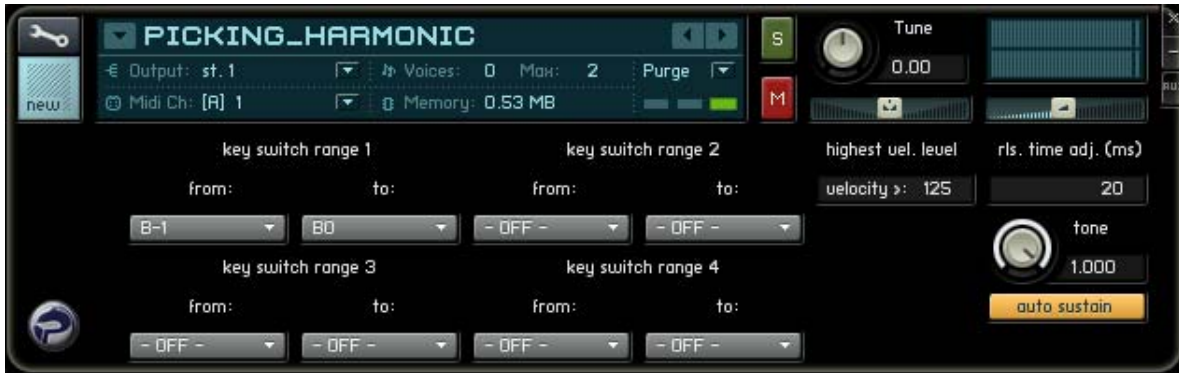 PICKING_HARMONIC
S
Tune
Output: st. 1
Voices: 0 Max: 2
Purge
0.00
new
Midi Ch: [A] 1
Memory: 0.53 MB
M
key switch range 1
key switch range 2
highest vel. level
rls. time adj. (ms)
from: to: from: to:
velocity >: 125
20
B-1 B0 - OFF - - OFF -
tone
key switch range 3
key switch range 4
1.000
from: to: from: to:
auto sustain
- OFF - - OFF - - OFF - - OFF -